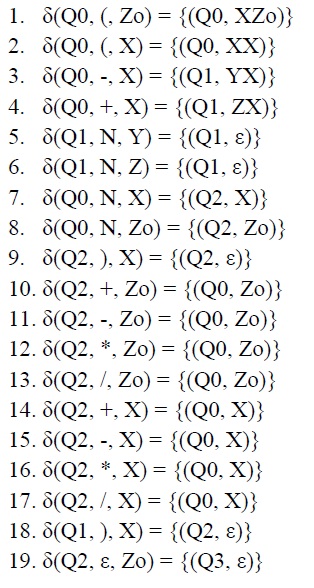 1. δ(Q0, (, Zo) = {(Q0, XZo)}
2. δ(Q0, (, X) = {(Q0, XX)}
3. δ(Q0, -, X) = {(Q1, YX)}
4. δ(Q0, +, X) = {(Q1, ZX)}
5. δ(Q1, N, Y) = {(Q1, ε)}
6. δ(Q1, N, Z) = {(Q1, ε)}
7. δ(Q0, N, X) = {(Q2, X)}
8. δ(Q0, N, Zo) = {(Q2, Zo)}
9. δ(Q2, ), X) = {(Q2, ε)}
10. δ(Q2, +, Zo) = {(Q0, Zo)}
11. δ(Q2, -, Zo) = {(Q0, Zo)}
12. δ(Q2, *, Zo) = {(Q0, Zo)}
13. δ(Q2, /, Zo) = {(Q0, Zo)}
14. δ(Q2, +, X) = {(Q0, X)}
15. δ(Q2, -, X) = {(Q0, X)}
16. δ(Q2, *, X) = {(Q0, X)}
17. δ(Q2, /, X) = {(Q0, X)}
18. δ(Q1, ), X) = {(Q2, ε)}
19. δ(Q2, ε, Zo) = {(Q3, ε)}